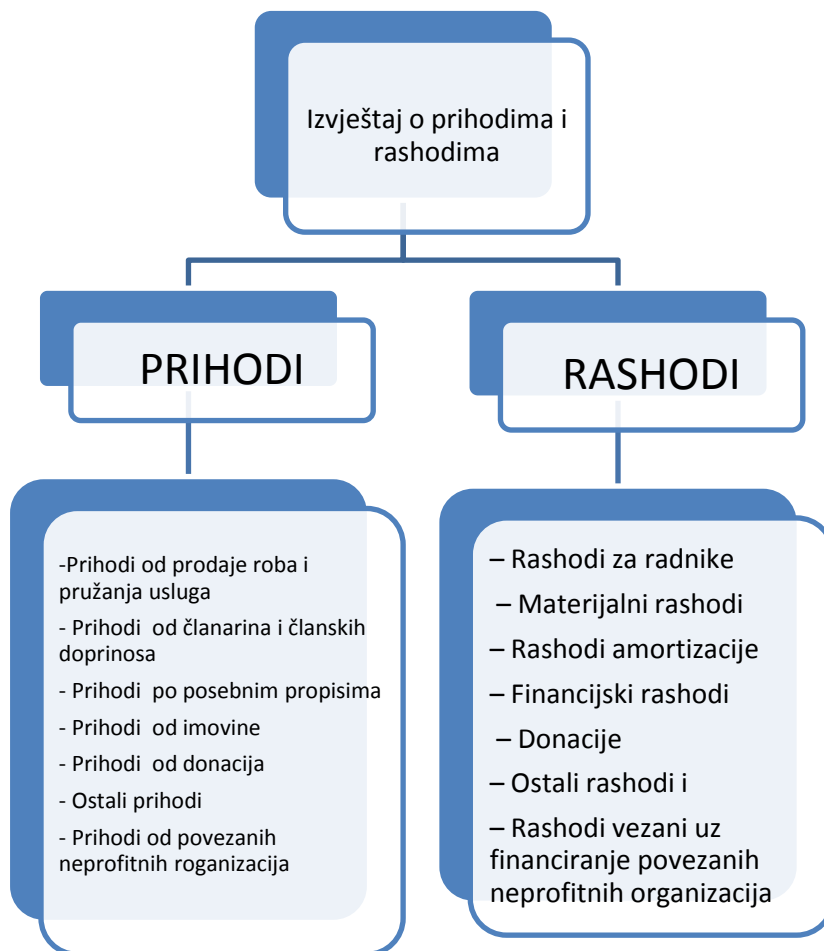 Izvještaj o prihodima i
rashodima
PRIHODI
RASHODI
-Prihodi od prodaje roba i
pružanja usluga
- Prihodi  od članarina i članskih
doprinosa
- Prihodi  po posebnim propisima
- Prihodi  od imovine
- Prihodi  od donacija
- Ostali prihodi
- Prihodi od povezanih
neprofitnih roganizacija
– Rashodi za radnike
– Materijalni rashodi
– Rashodi amortizacije
– Financijski rashodi
– Donacije
– Ostali rashodi i
– Rashodi vezani uz
financiranje povezanih
neprofitnih organizacija